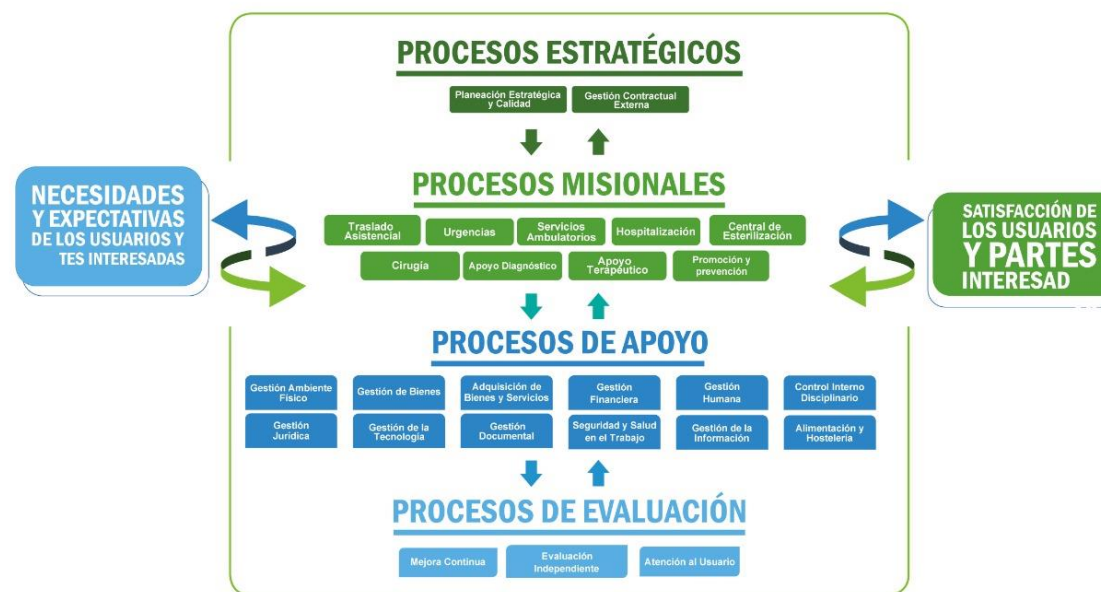 PROCESOS ESTRATÉGICOS
Planeación Estratégica
y Calidad
Gestión Contractual
Externa
NECESIDADES
Y EXPECTATIVAS
DE LOS USUARIOS Y
TES INTERESADAS
PROCESOS MISIONALES
Traslado
Asistencial
Urgencias
Servicios
Ambulatorios
Hospitalización
Central de
Esterilización
Cirugía
Apoyo Diagnóstico
Apoyo
Terapéutico
Promoción y
prevención
SATISFACCIÓN DE
LOS USUARIOS
Y PARTES
INTERESAD
PROCESOS DE APOYO
Gestión Ambiente
Físico
Gestión de Bienes
Adquisición de
Bienes y Servicios
Gestión
Financiera
Gestión
Humana
Control Interno
Disciplinario
Gestión
Jurídica
Gestión de la
Tecnología
Gestión
Documental
Seguridad y Salud
en el Trabajo
Gestión de la
Información
Alimentación y
Hostelería
PROCESOS DE EVALUACIÓN
Mejora Continua
Evaluación
Independiente
Atención al Usuario